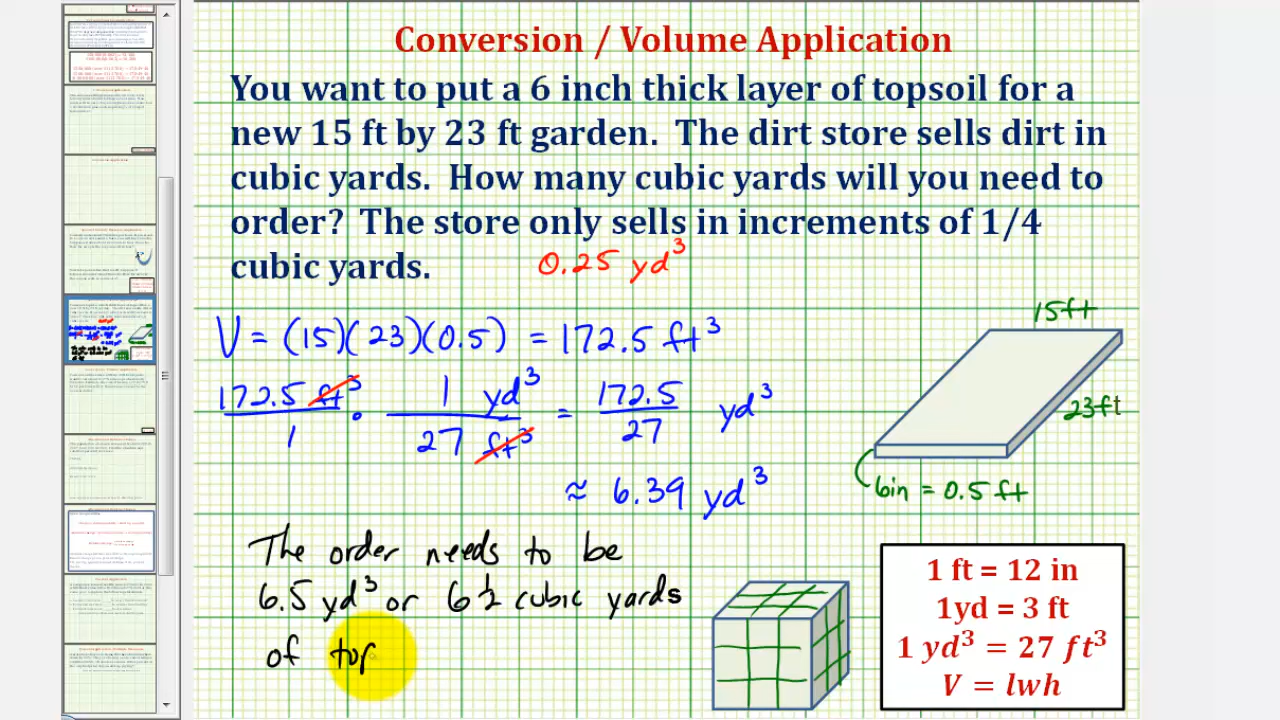 Conversion / Volume Application
You want to put a 6 inch thick layer of topsoil for a
new 15 ft by 23 ft garden. The dirt store sells dirt in
cubic yards. How many cubic yards will you need to
order? The store only sells in increments of 1/4
cubic yards.
0.25 yd³
V = (15)(23)(0.5) = 172.5 ft³
172.5 ft³ / 1 · 1 yd³ / 27 ft³ = 172.5 / 27 yd³
≈ 6.39 yd³
15ft
23ft
6in = 0.5 ft
The order needs to be
6.5 yd³ or 6½ cubic yards
of top
1 ft = 12 in
1yd = 3 ft
1 yd³ = 27 ft³
V = lwh